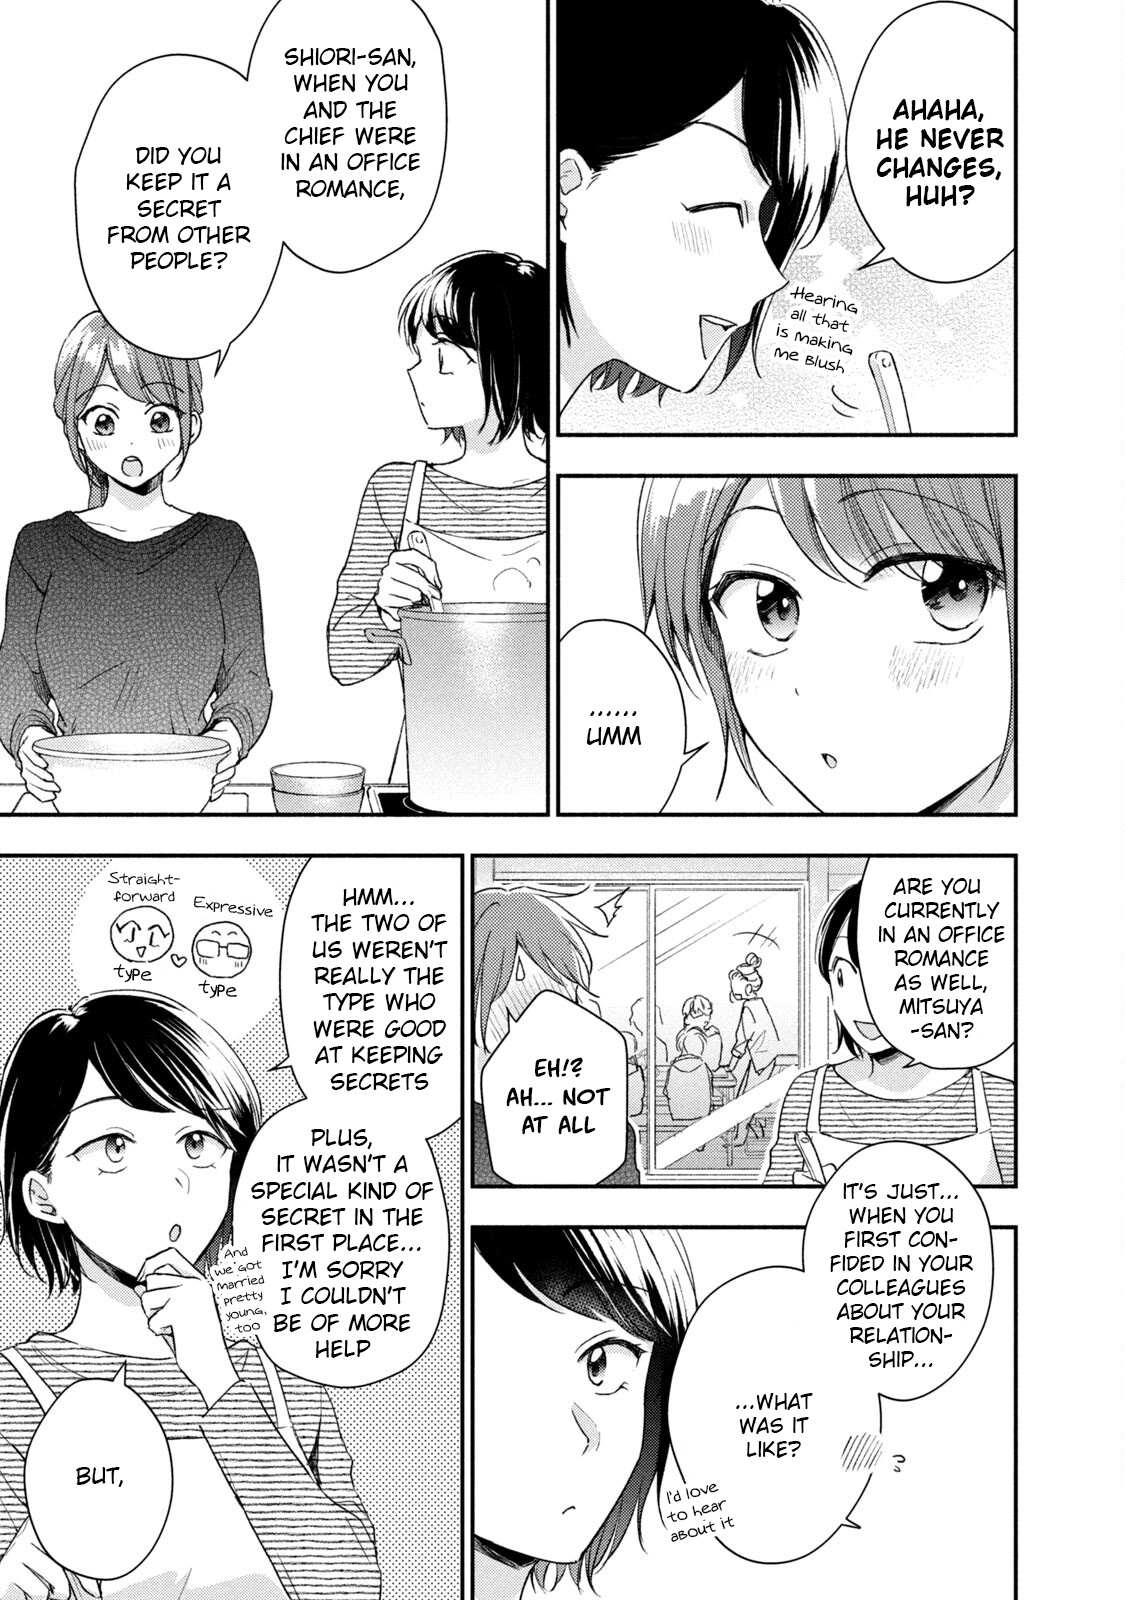 AHAHA,
HE NEVER
CHANGES,
HUH?
Hearing
all that
is making
me Blush
......
UMM
SHIORI-SAN,
WHEN YOU
AND THE
CHIEF WERE
IN AN OFFICE
ROMANCE,
DID YOU
KEEP IT A
SECRET
FROM OTHER
PEOPLE?
ARE YOU
CURRENTLY
IN AN OFFICE
ROMANCE
AS WELL,
MITSUYA
-SAN?
EH!?
AH... NOT
AT ALL
IT'S JUST...
WHEN YOU
FIRST CON-
FIDED IN YOUR
COLLEAGUES
ABOUT YOUR
RELATION-
SHIP...
...WHAT
WAS IT
LIKE?
I'd love
to hear
about it
HMM...
THE TWO OF
US WEREN'T
REALLY THE
TYPE WHO
WERE GOOD
AT KEEPING
SECRETS
Straight-
forward
type
Expressive
type
PLUS,
IT WASN'T A
SPECIAL KIND OF
SECRET IN THE
FIRST PLACE...
I'M SORRY
I COULDN'T
BE OF MORE
HELP
And
we got
married
pretty
young,
too
BUT,